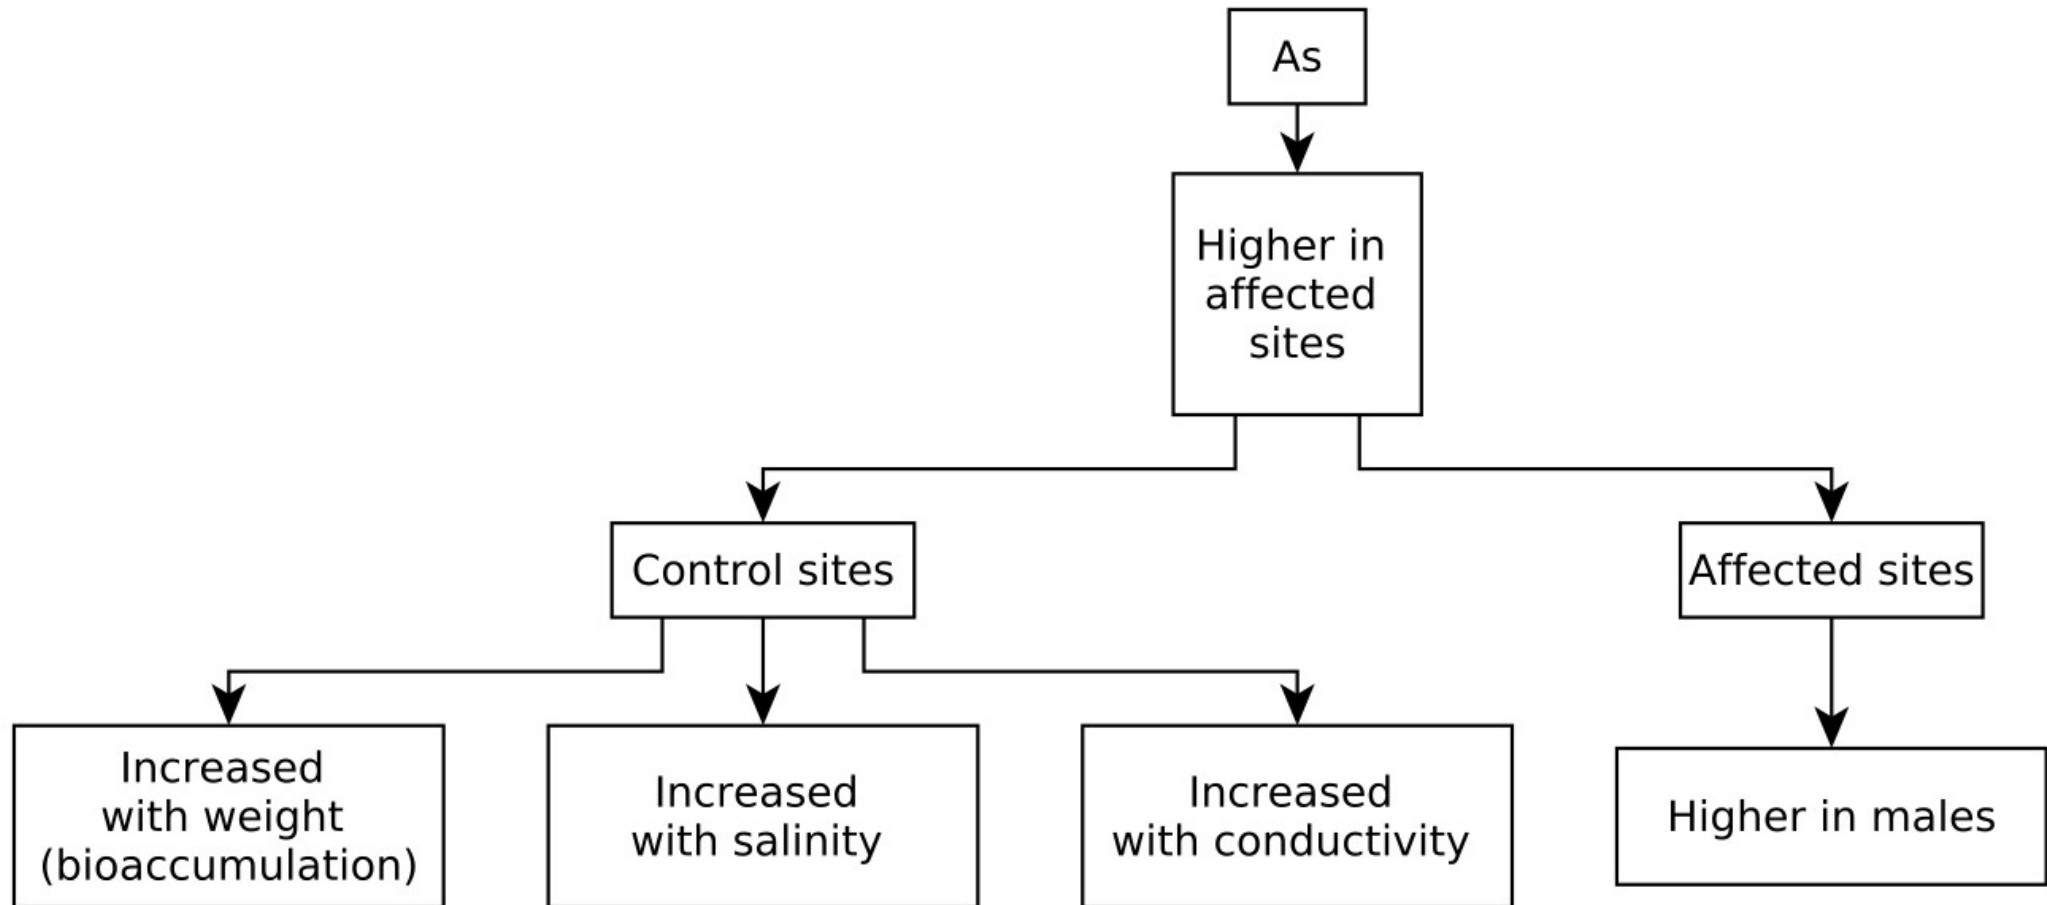 As
Higher in
affected
sites
Control sites
Affected sites
Increased
with weight
(bioaccumulation)
Increased
with salinity
Increased
with conductivity
Higher in males